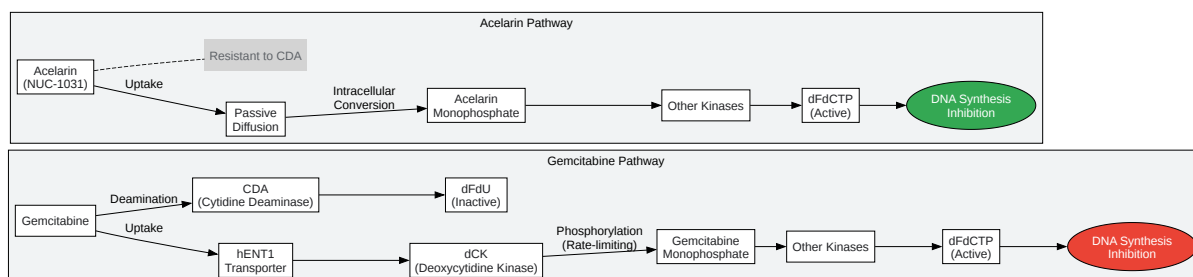 Acelarin Pathway
Resistant to CDA
Acelarin
(NUC-1031)
Uptake
Passive
Diffusion
Intracellular
Conversion
Acelarin
Monophosphate
Other Kinases
dFdCTP
(Active)
DNA Synthesis
Inhibition
Gemcitabine Pathway
Gemcitabine
Deamination
CDA
(Cytidine Deaminase)
dFdU
(Inactive)
Uptake
hENT1
Transporter
dCK
(Deoxycytidine Kinase)
Phosphorylation
(Rate-limiting)
Gemcitabine
Monophosphate
Other Kinases
dFdCTP
(Active)
DNA Synthesis
Inhibition